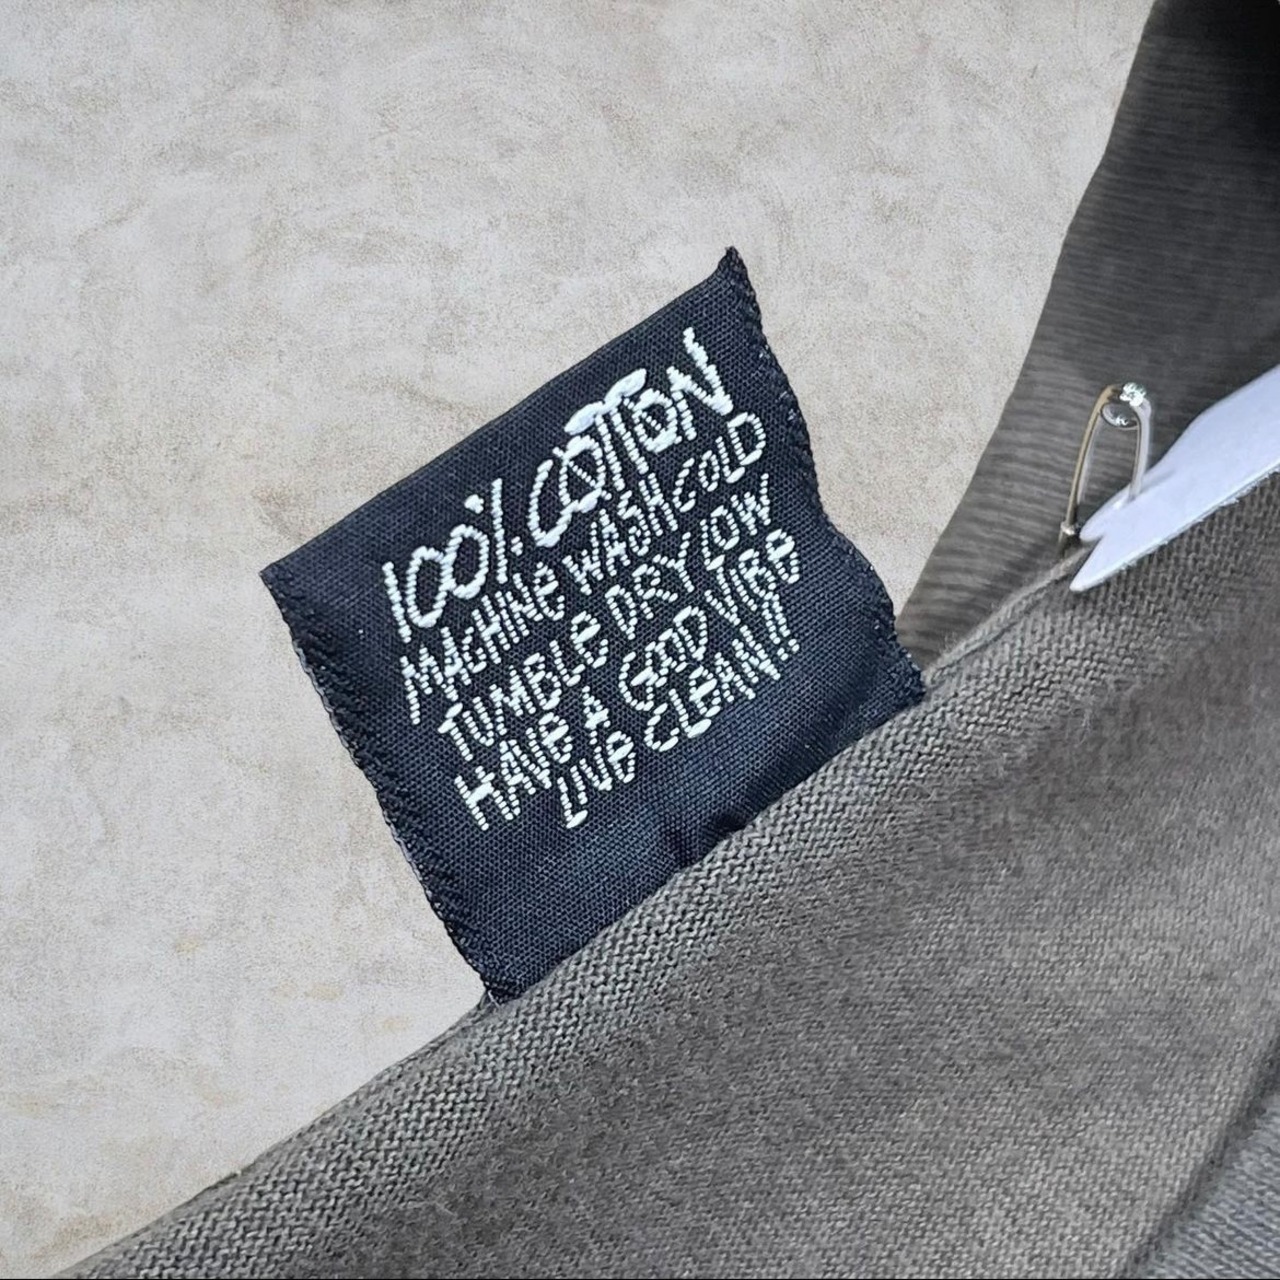 100% COTTON
MACHINe WASH COLD
TUMBLe DRY LOW
HAVe A GOOD VIBe
LIVe CLeAN!!